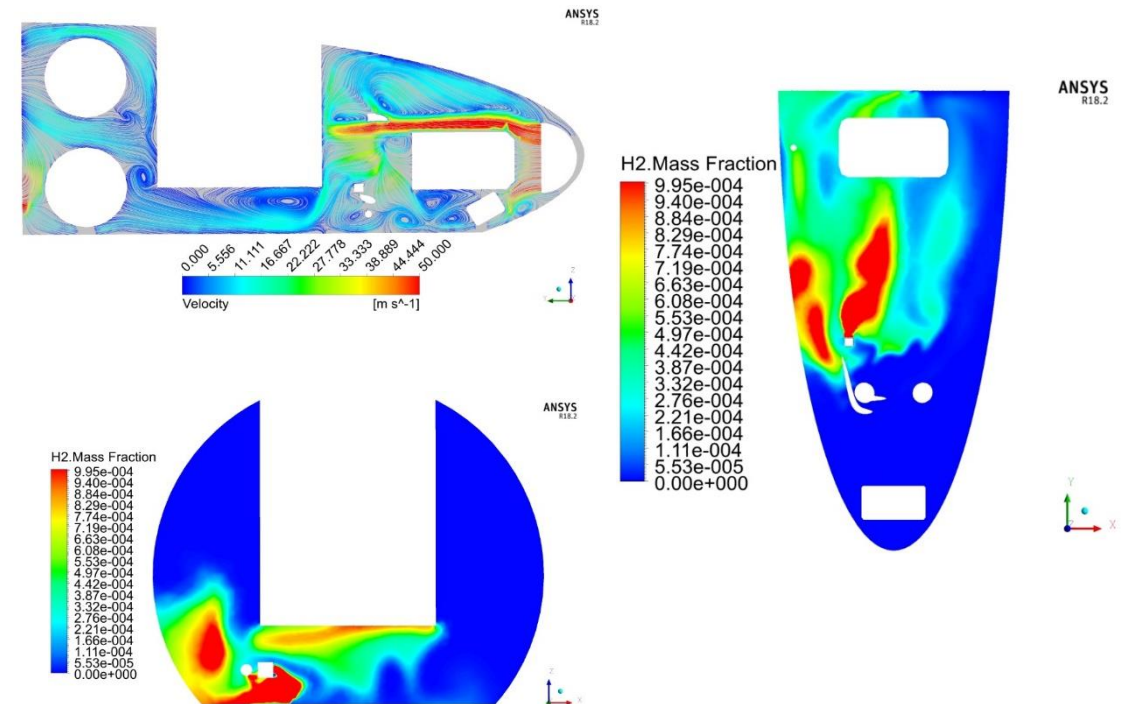 ANSYS
R18.2
0.000 5.556 11.111 16.667 22.222 27.778 33.333 38.889 44.444 50.000
Velocity [m s^-1]
Z
Y
ANSYS
R18.2
H2.Mass Fraction
9.95e-004
9.40e-004
8.84e-004
8.29e-004
7.74e-004
7.19e-004
6.63e-004
6.08e-004
5.53e-004
4.97e-004
4.42e-004
3.87e-004
3.32e-004
2.76e-004
2.21e-004
1.66e-004
1.11e-004
5.53e-005
0.00e+000
Z
X
ANSYS
R18.2
H2.Mass Fraction
9.95e-004
9.40e-004
8.84e-004
8.29e-004
7.74e-004
7.19e-004
6.63e-004
6.08e-004
5.53e-004
4.97e-004
4.42e-004
3.87e-004
3.32e-004
2.76e-004
2.21e-004
1.66e-004
1.11e-004
5.53e-005
0.00e+000
Y
Z
X